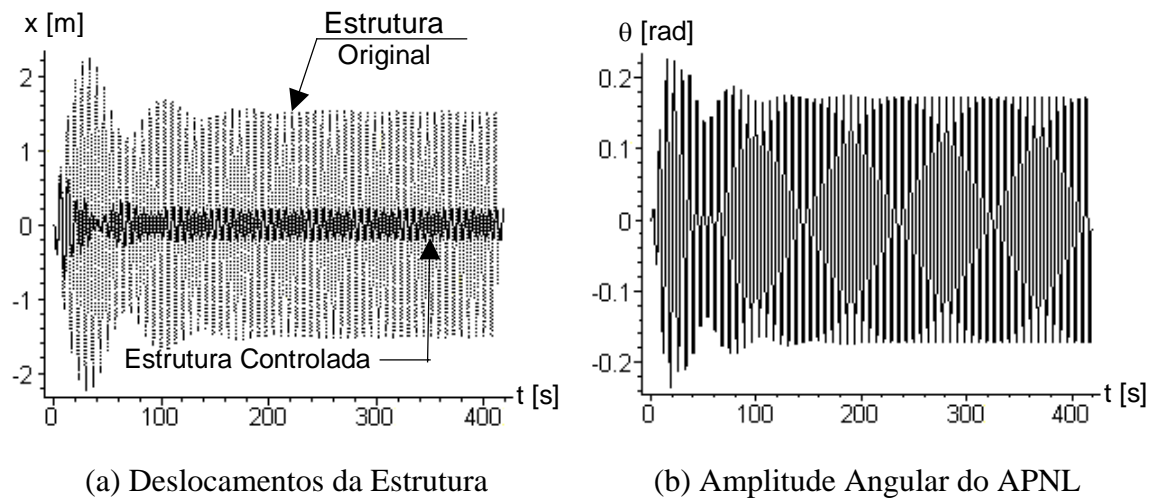 x [m]
Estrutura
Original
2
1
0
-1
-2
Estrutura Controlada
0
100
200
300
400
t [s]
(a) Deslocamentos da Estrutura
θ [rad]
0.2
0.1
0
-0.1
-0.2
0
100
200
300
400
t [s]
(b) Amplitude Angular do APNL